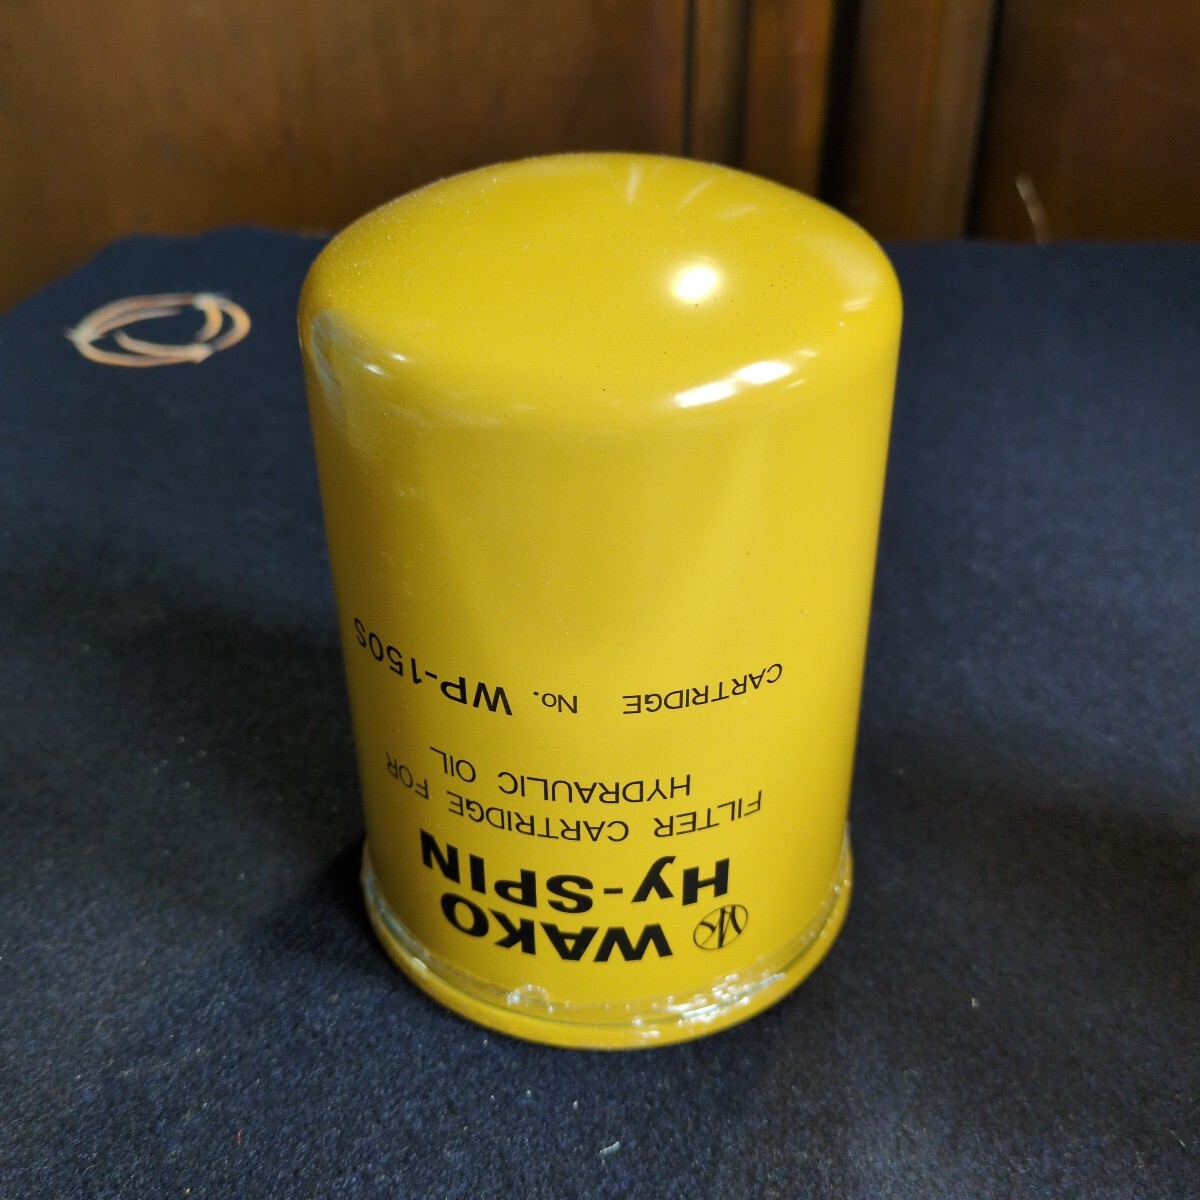 WAKO
Hy-SPIN
FILTER CARTRIDGE FOR
HYDRAULIC OIL
CARTRIDGE No. WP-150S